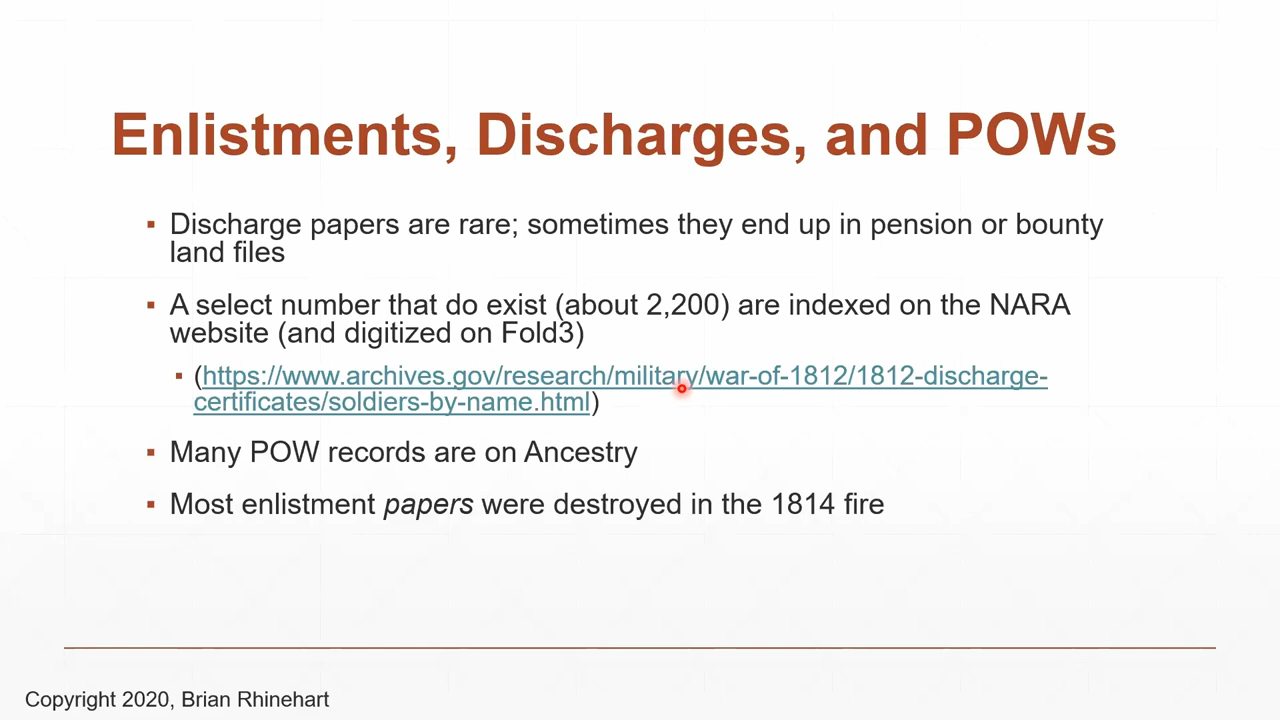 Enlistments, Discharges, and POWs
▪ Discharge papers are rare; sometimes they end up in pension or bounty
land files
▪ A select number that do exist (about 2,200) are indexed on the NARA
website (and digitized on Fold3)
▪ (https://www.archives.gov/research/military/war-of-1812/1812-discharge-
certificates/soldiers-by-name.html)
▪ Many POW records are on Ancestry
▪ Most enlistment papers were destroyed in the 1814 fire
Copyright 2020, Brian Rhinehart